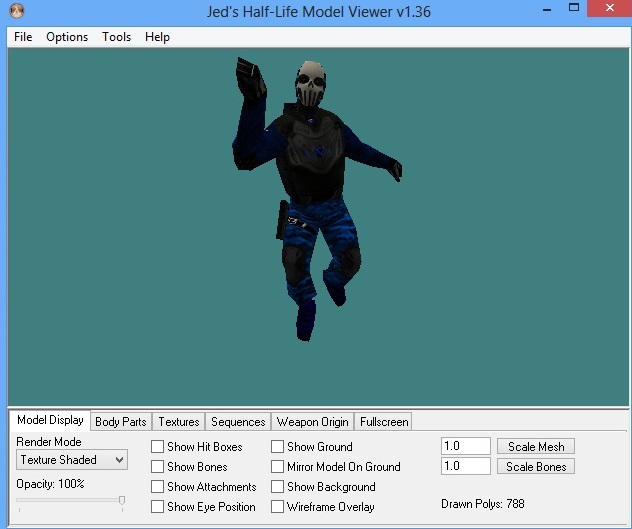 Jed's Half-Life Model Viewer v1.36
File Options Tools Help
Model Display Body Parts Textures Sequences Weapon Origin Fullscreen
Render Mode
Texture Shaded
Opacity: 100%
Show Hit Boxes
Show Bones
Show Attachments
Show Eye Position
Show Ground
Mirror Model On Ground
Show Background
Wireframe Overlay
1.0 Scale Mesh
1.0 Scale Bones
Drawn Polys: 788